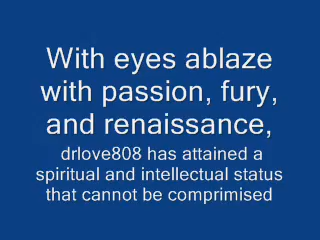 With eyes ablaze
with passion, fury,
and renaissance,
drlove808 has attained a
spiritual and intellectual status
that cannot be comprimised